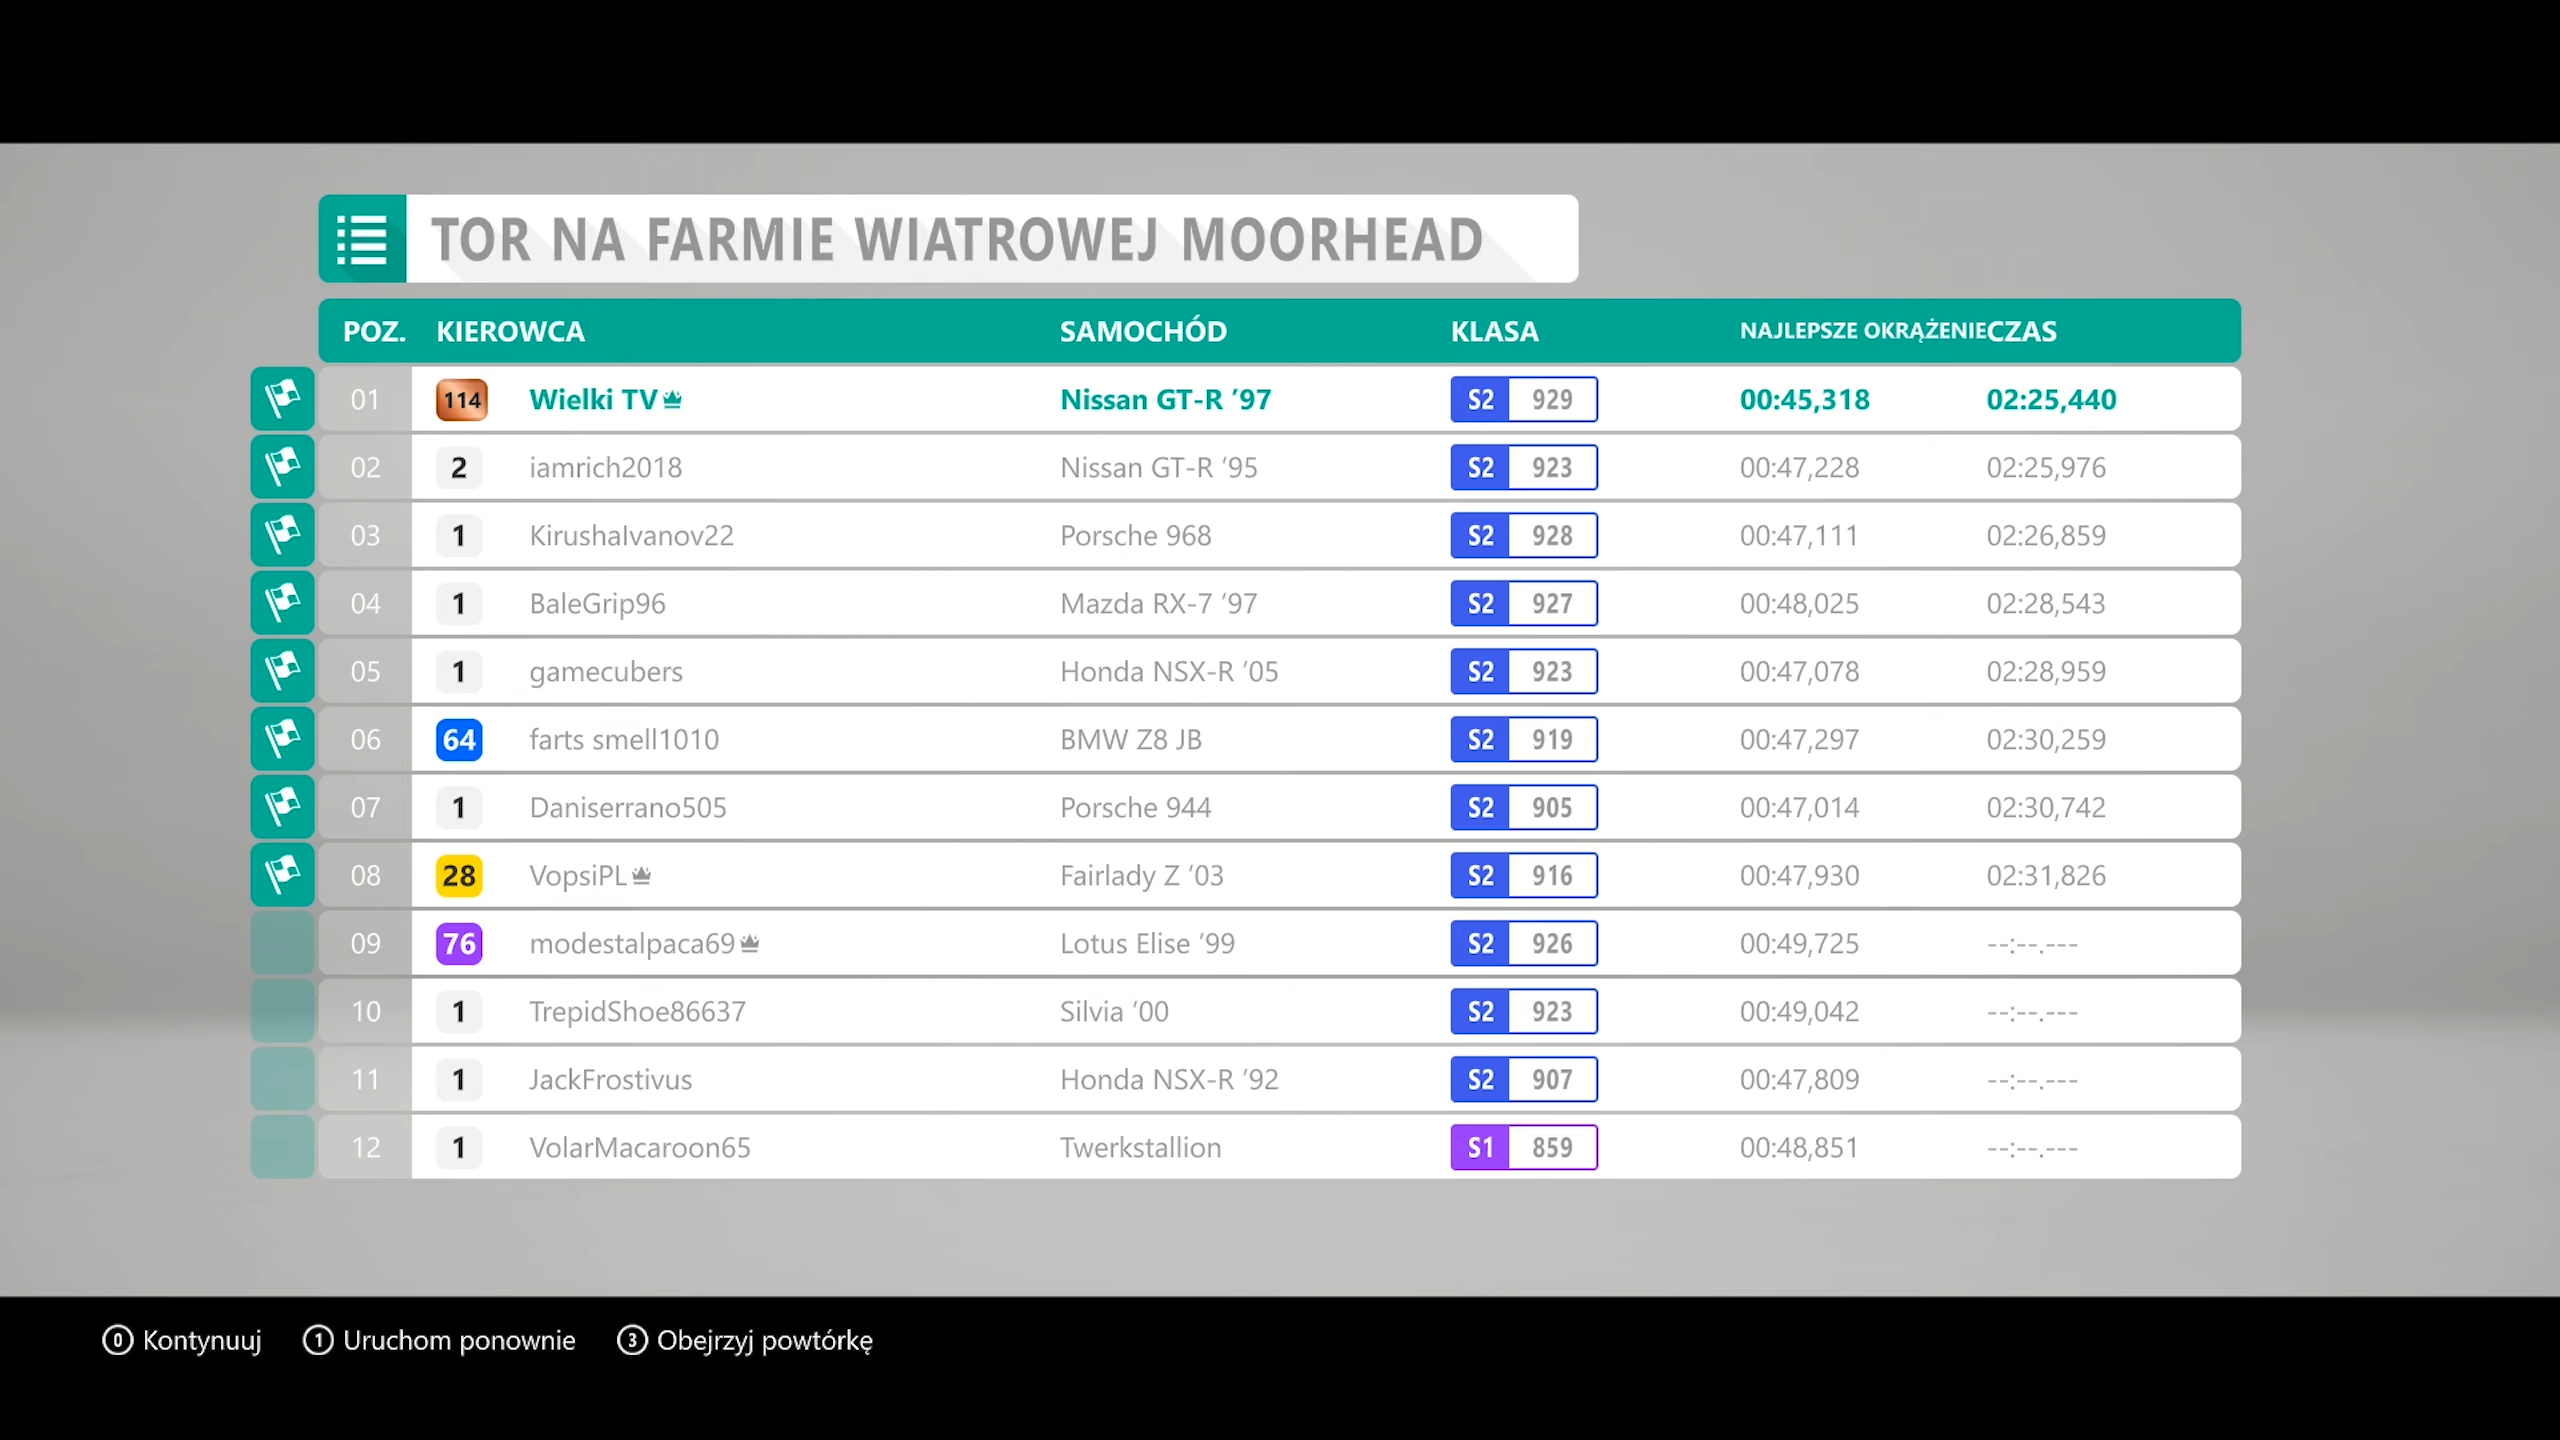 TOR NA FARMIE WIATROWEJ MOORHEAD
POZ. KIEROWCA SAMOCHÓD KLASA NAJLEPSZE OKRĄŻENIE CZAS
01 114 Wielki TV Nissan GT-R ’97 S2 929 00:45,318 02:25,440
02 2 iamrich2018 Nissan GT-R ’95 S2 923 00:47,228 02:25,976
03 1 KirushaIvanov22 Porsche 968 S2 928 00:47,111 02:26,859
04 1 BaleGrip96 Mazda RX-7 ’97 S2 927 00:48,025 02:28,543
05 1 gamecubers Honda NSX-R ’05 S2 923 00:47,078 02:28,959
06 64 farts smell1010 BMW Z8 JB S2 919 00:47,297 02:30,259
07 1 Daniserrano505 Porsche 944 S2 905 00:47,014 02:30,742
08 28 VopsiPL Fairlady Z ’03 S2 916 00:47,930 02:31,826
09 76 modestalpaca69 Lotus Elise ’99 S2 926 00:49,725 --:--.---
10 1 TrepidShoe86637 Silvia ’00 S2 923 00:49,042 --:--.---
11 1 JackFrostivus Honda NSX-R ’92 S2 907 00:47,809 --:--.---
12 1 VolarMacaroon65 Twerkstallion S1 859 00:48,851 --:--.---
0 Kontynuuj 1 Uruchom ponownie 3 Obejrzyj powtórkę